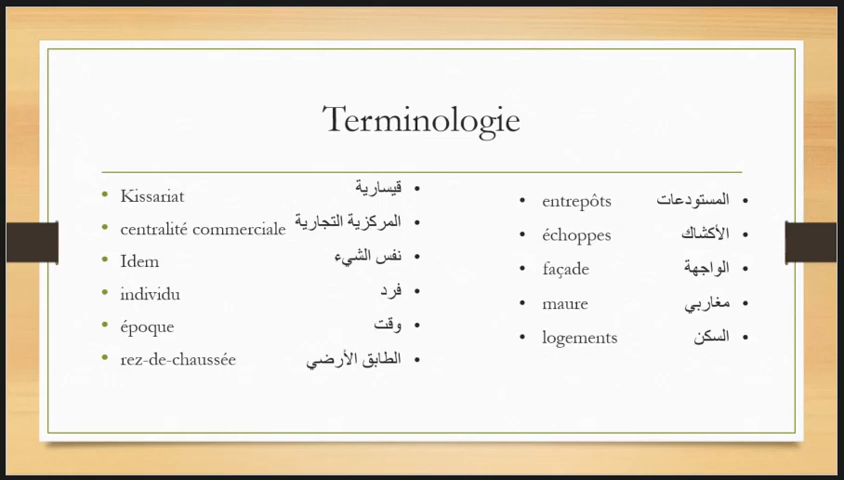 Terminologie
Kissariat قيسارية
centralité commerciale المركزية التجارية
Idem نفس الشيء
individu فرد
époque وقت
rez-de-chaussée الطابق الأرضي
entrepôts المستودعات
échoppes الأكشاك
façade الواجهة
maure مغاربي
logements السكن